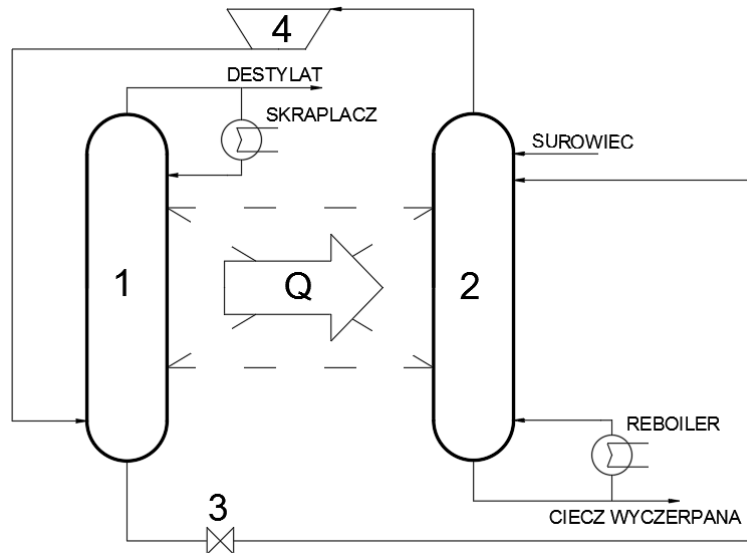 4
DESTYLAT
SKRAPLACZ
SUROWIEC
1
Q
2
REBOILER
3
CIECZ WYCZERPANA